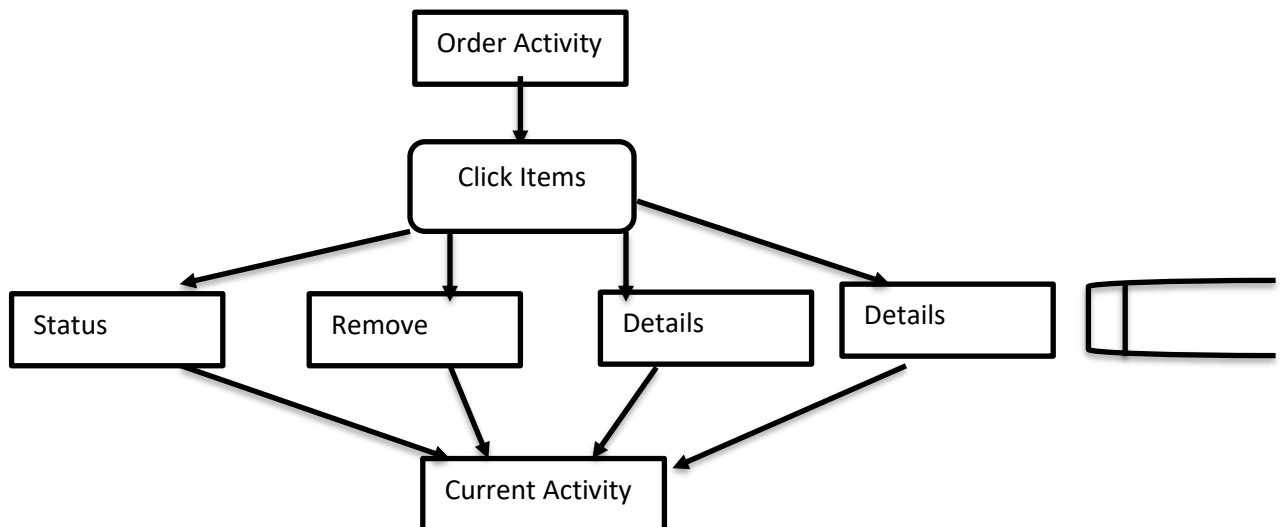 Order Activity
Click Items
Status
Remove
Details
Details
Current Activity